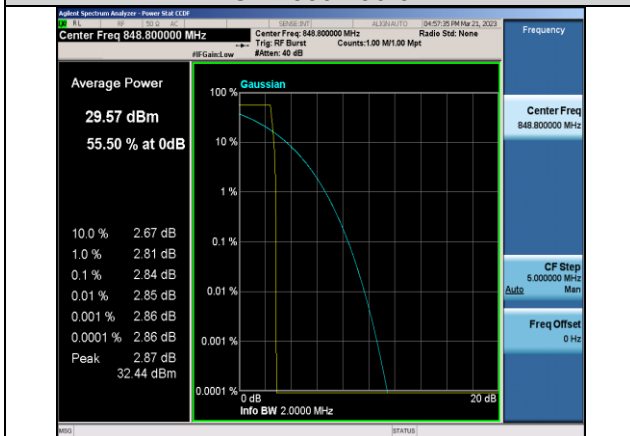 Agilent Spectrum Analyzer - Power Stat CCDF
RL RF 50 Ω AC SENSE:INT ALIGNAUTO 04:57:35 PM Mar 21, 2023
Center Freq 848.800000 MHz
Center Freq: 848.800000 MHz Radio Std: None
Trig: RF Burst Counts:1.00 M/1.00 Mpt
#IFGain:Low #Atten: 40 dB
Frequency
Average Power
29.57 dBm
55.50 % at 0dB
10.0 % 2.67 dB
1.0 % 2.81 dB
0.1 % 2.84 dB
0.01 % 2.85 dB
0.001 % 2.86 dB
0.0001 % 2.86 dB
Peak 2.87 dB
32.44 dBm
Gaussian
100 %
10 %
1 %
0.1 %
0.01 %
0.001 %
0.0001 %
0 dB 20 dB
Info BW 2.0000 MHz
Center Freq
848.800000 MHz
CF Step
5.000000 MHz
Auto Man
Freq Offset
0 Hz
MSG STATUS